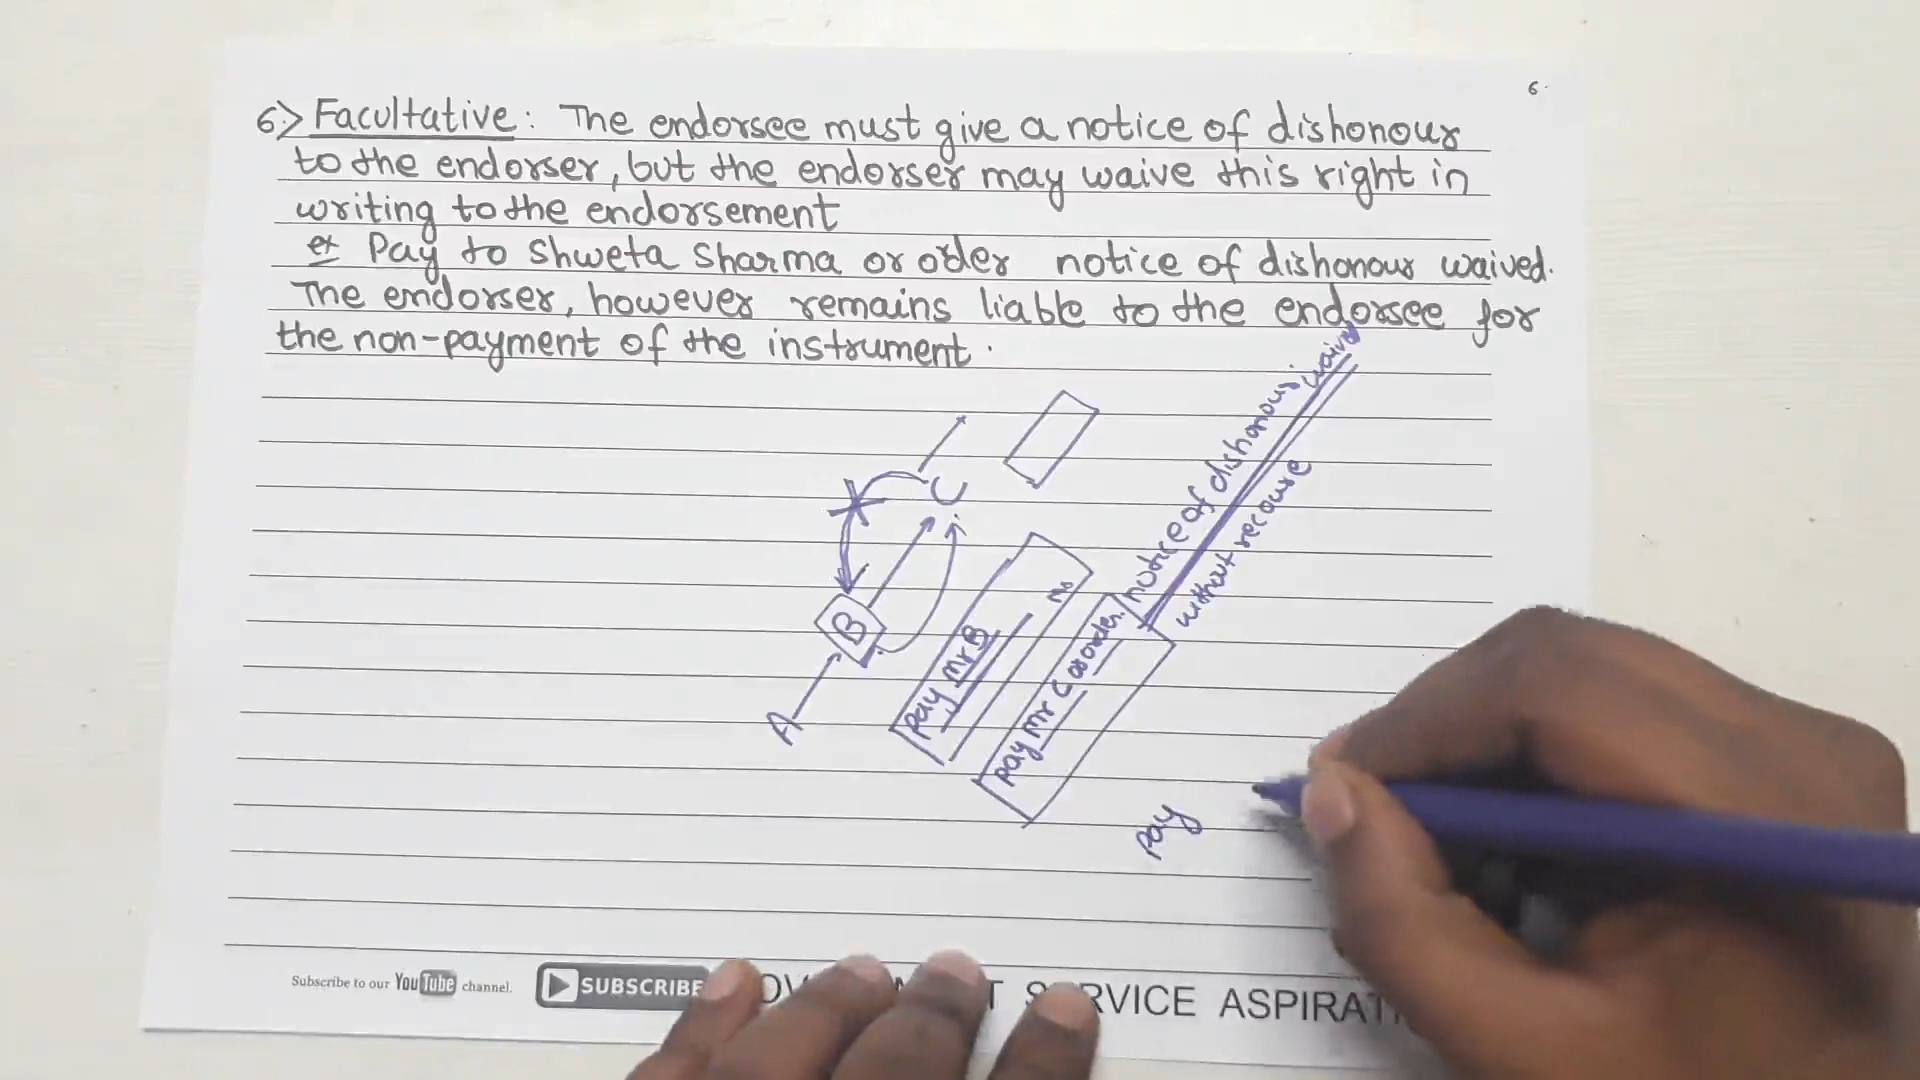 6.
6.> Facultative: The endorsee must give a notice of dishonour
to the endorser, but the endorser may waive this right in
writing to the endorsement
ex Pay to Shweta Sharma or order notice of dishonour waived.
The endorser, however remains liable to the endorsee for
the non-payment of the instrument.
C
B
A
pay Mr B
pay Mr C or order.
notice of dishonour waived
without recourse
pay
Subscribe to our YouTube channel.
SUBSCRIBE